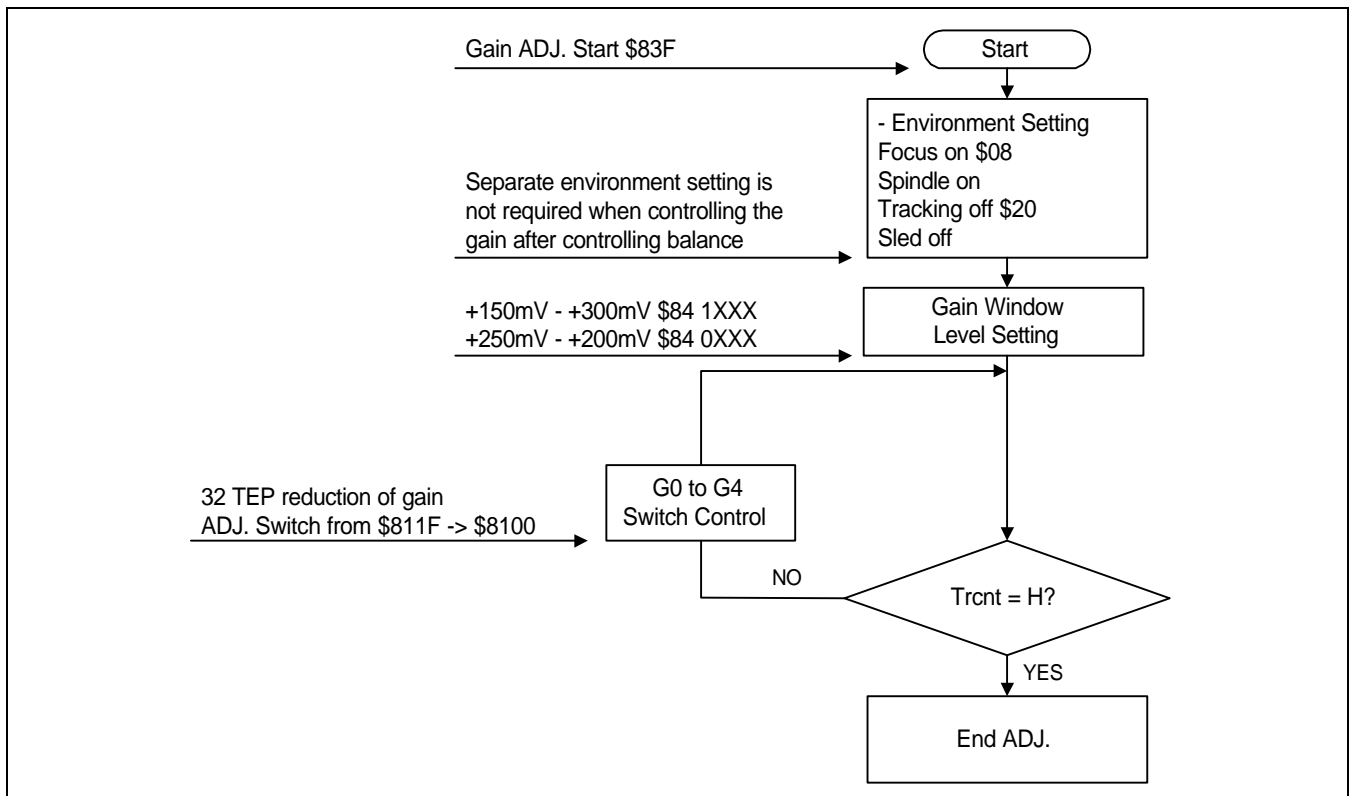 Gain ADJ. Start $83F
Start
- Environment Setting
Focus on $08
Spindle on
Tracking off $20
Sled off
Separate environment setting is
not required when controlling the
gain after controlling balance
+150mV - +300mV $84 1XXX
+250mV - +200mV $84 0XXX
Gain Window
Level Setting
G0 to G4
Switch Control
32 TEP reduction of gain
ADJ. Switch from $811F -> $8100
NO
Trcnt = H?
YES
End ADJ.